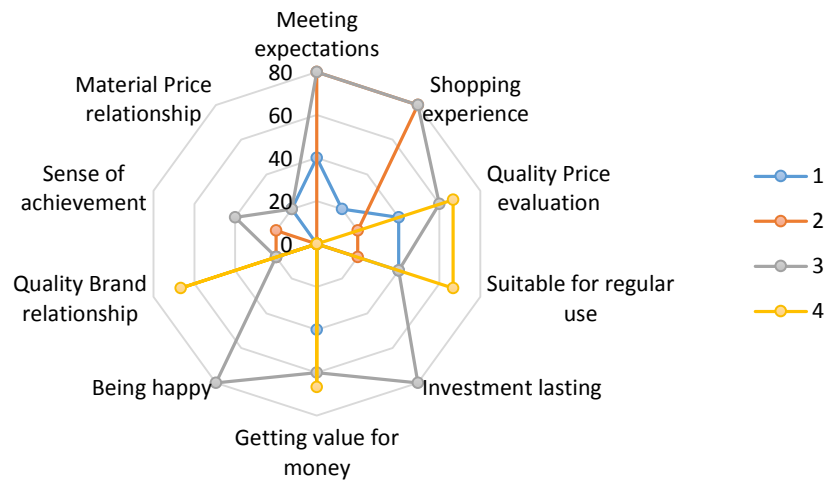 Meeting
expectations
Material Price
relationship
80
Shopping
experience
60
Sense of
achievement
40
Quality Price
evaluation
20
0
Quality Brand
relationship
Suitable for regular
use
Being happy
Investment lasting
Getting value for
money
1
2
3
4